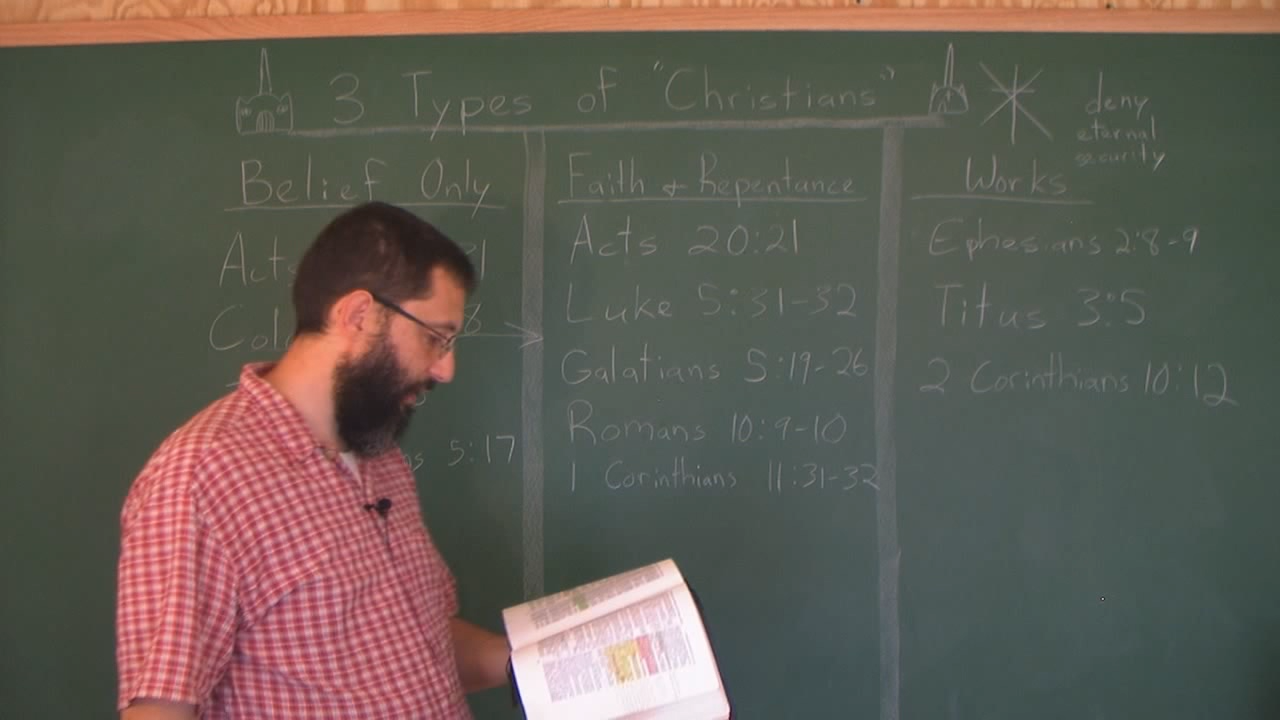 3 Types of "Christians"
deny
eternal
security
Belief Only
Acts
5:17
Faith & Repentance
Acts 20:21
Luke 5:31-32
Galatians 5:19-26
Romans 10:9-10
1 Corinthians 11:31-32
Works
Ephesians 2:8-9
Titus 3:5
2 Corinthians 10:12